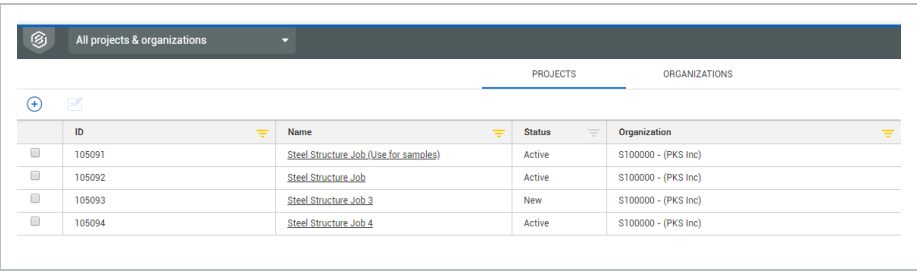 All projects & organizations
PROJECTS ORGANIZATIONS
ID Name Status Organization
105091 Steel Structure Job (Use for samples) Active S100000 - (PKS Inc)
105092 Steel Structure Job Active S100000 - (PKS Inc)
105093 Steel Structure Job 3 New S100000 - (PKS Inc)
105094 Steel Structure Job 4 Active S100000 - (PKS Inc)